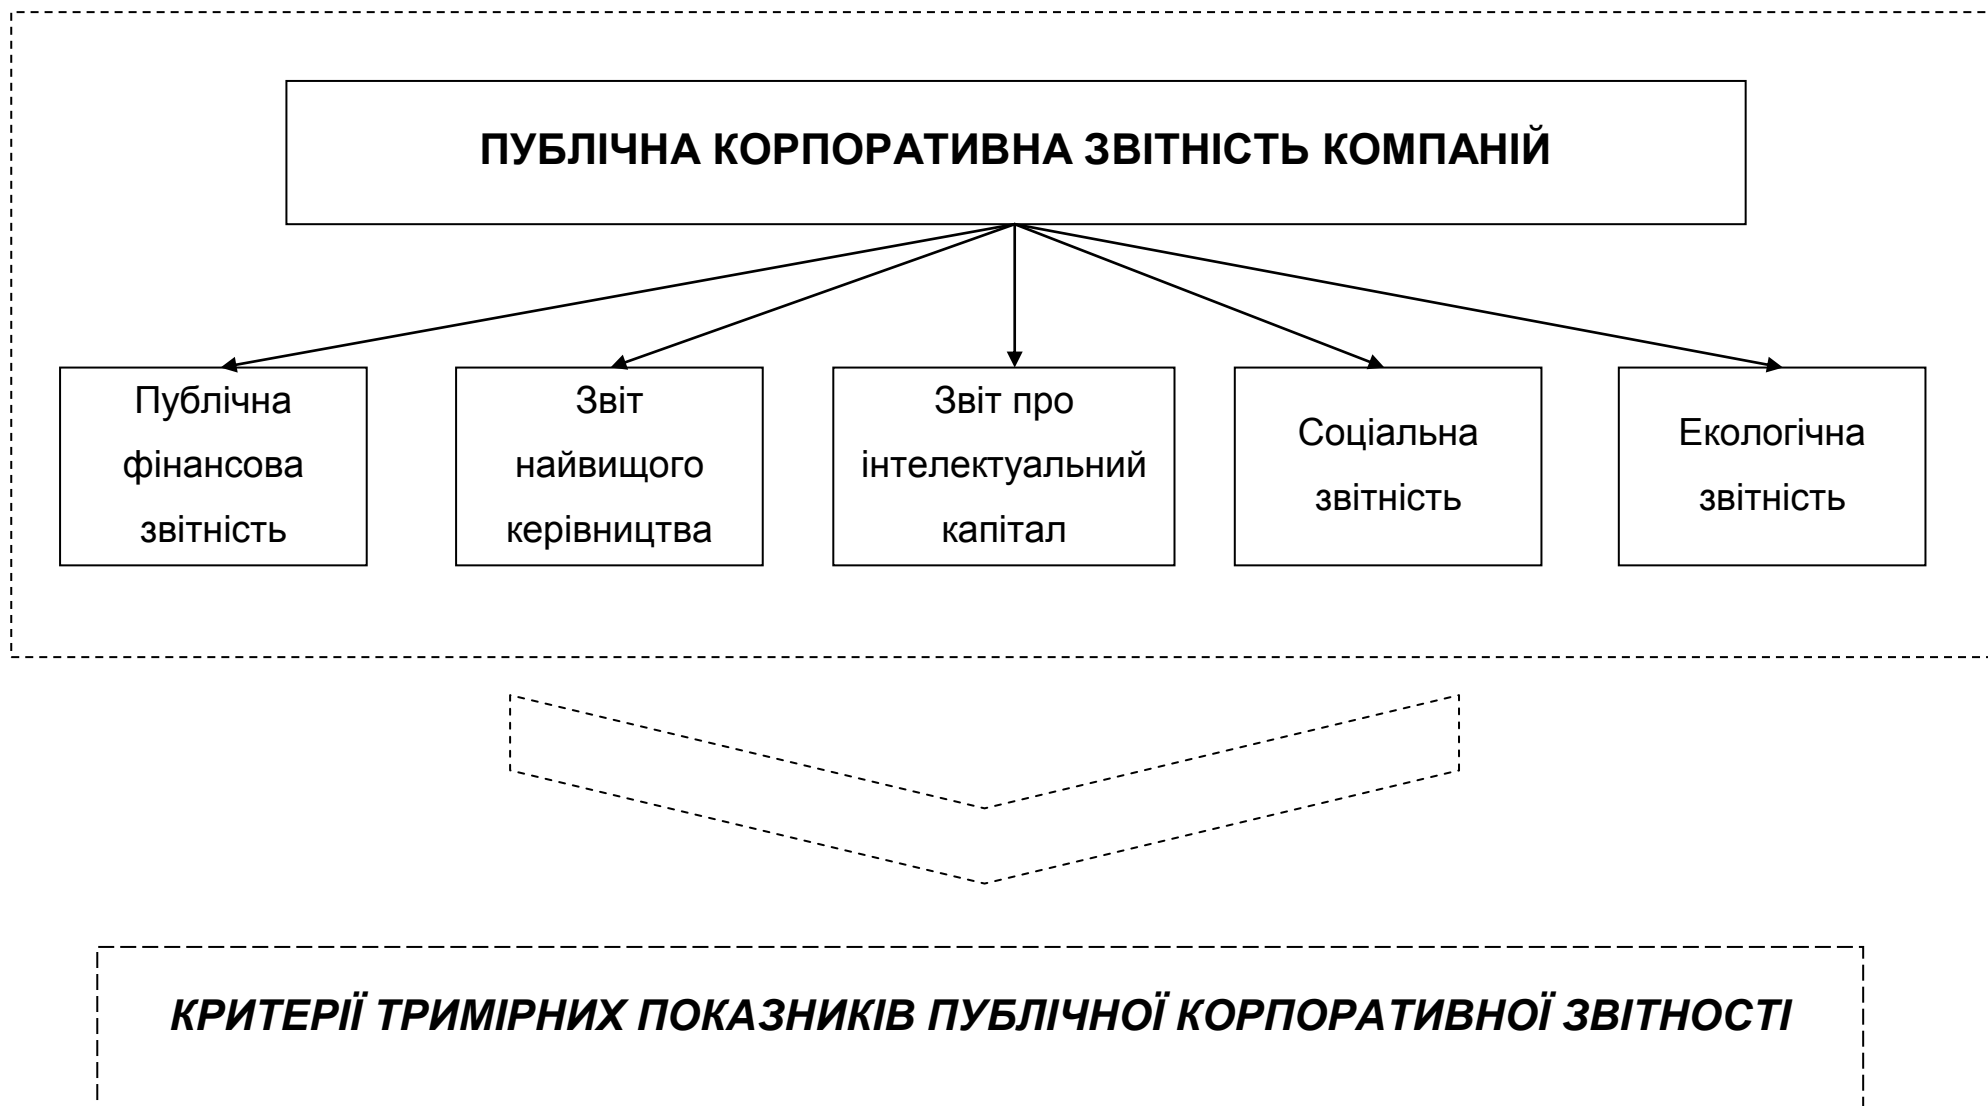 ПУБЛІЧНА КОРПОРАТИВНА ЗВІТНІСТЬ КОМПАНІЙ
Публічна
фінансова
звітність
Звіт
найвищого
керівництва
Звіт про
інтелектуальний
капітал
Соціальна
звітність
Екологічна
звітність
КРИТЕРІЇ ТРИМІРНИХ ПОКАЗНИКІВ ПУБЛІЧНОЇ КОРПОРАТИВНОЇ ЗВІТНОСТІ